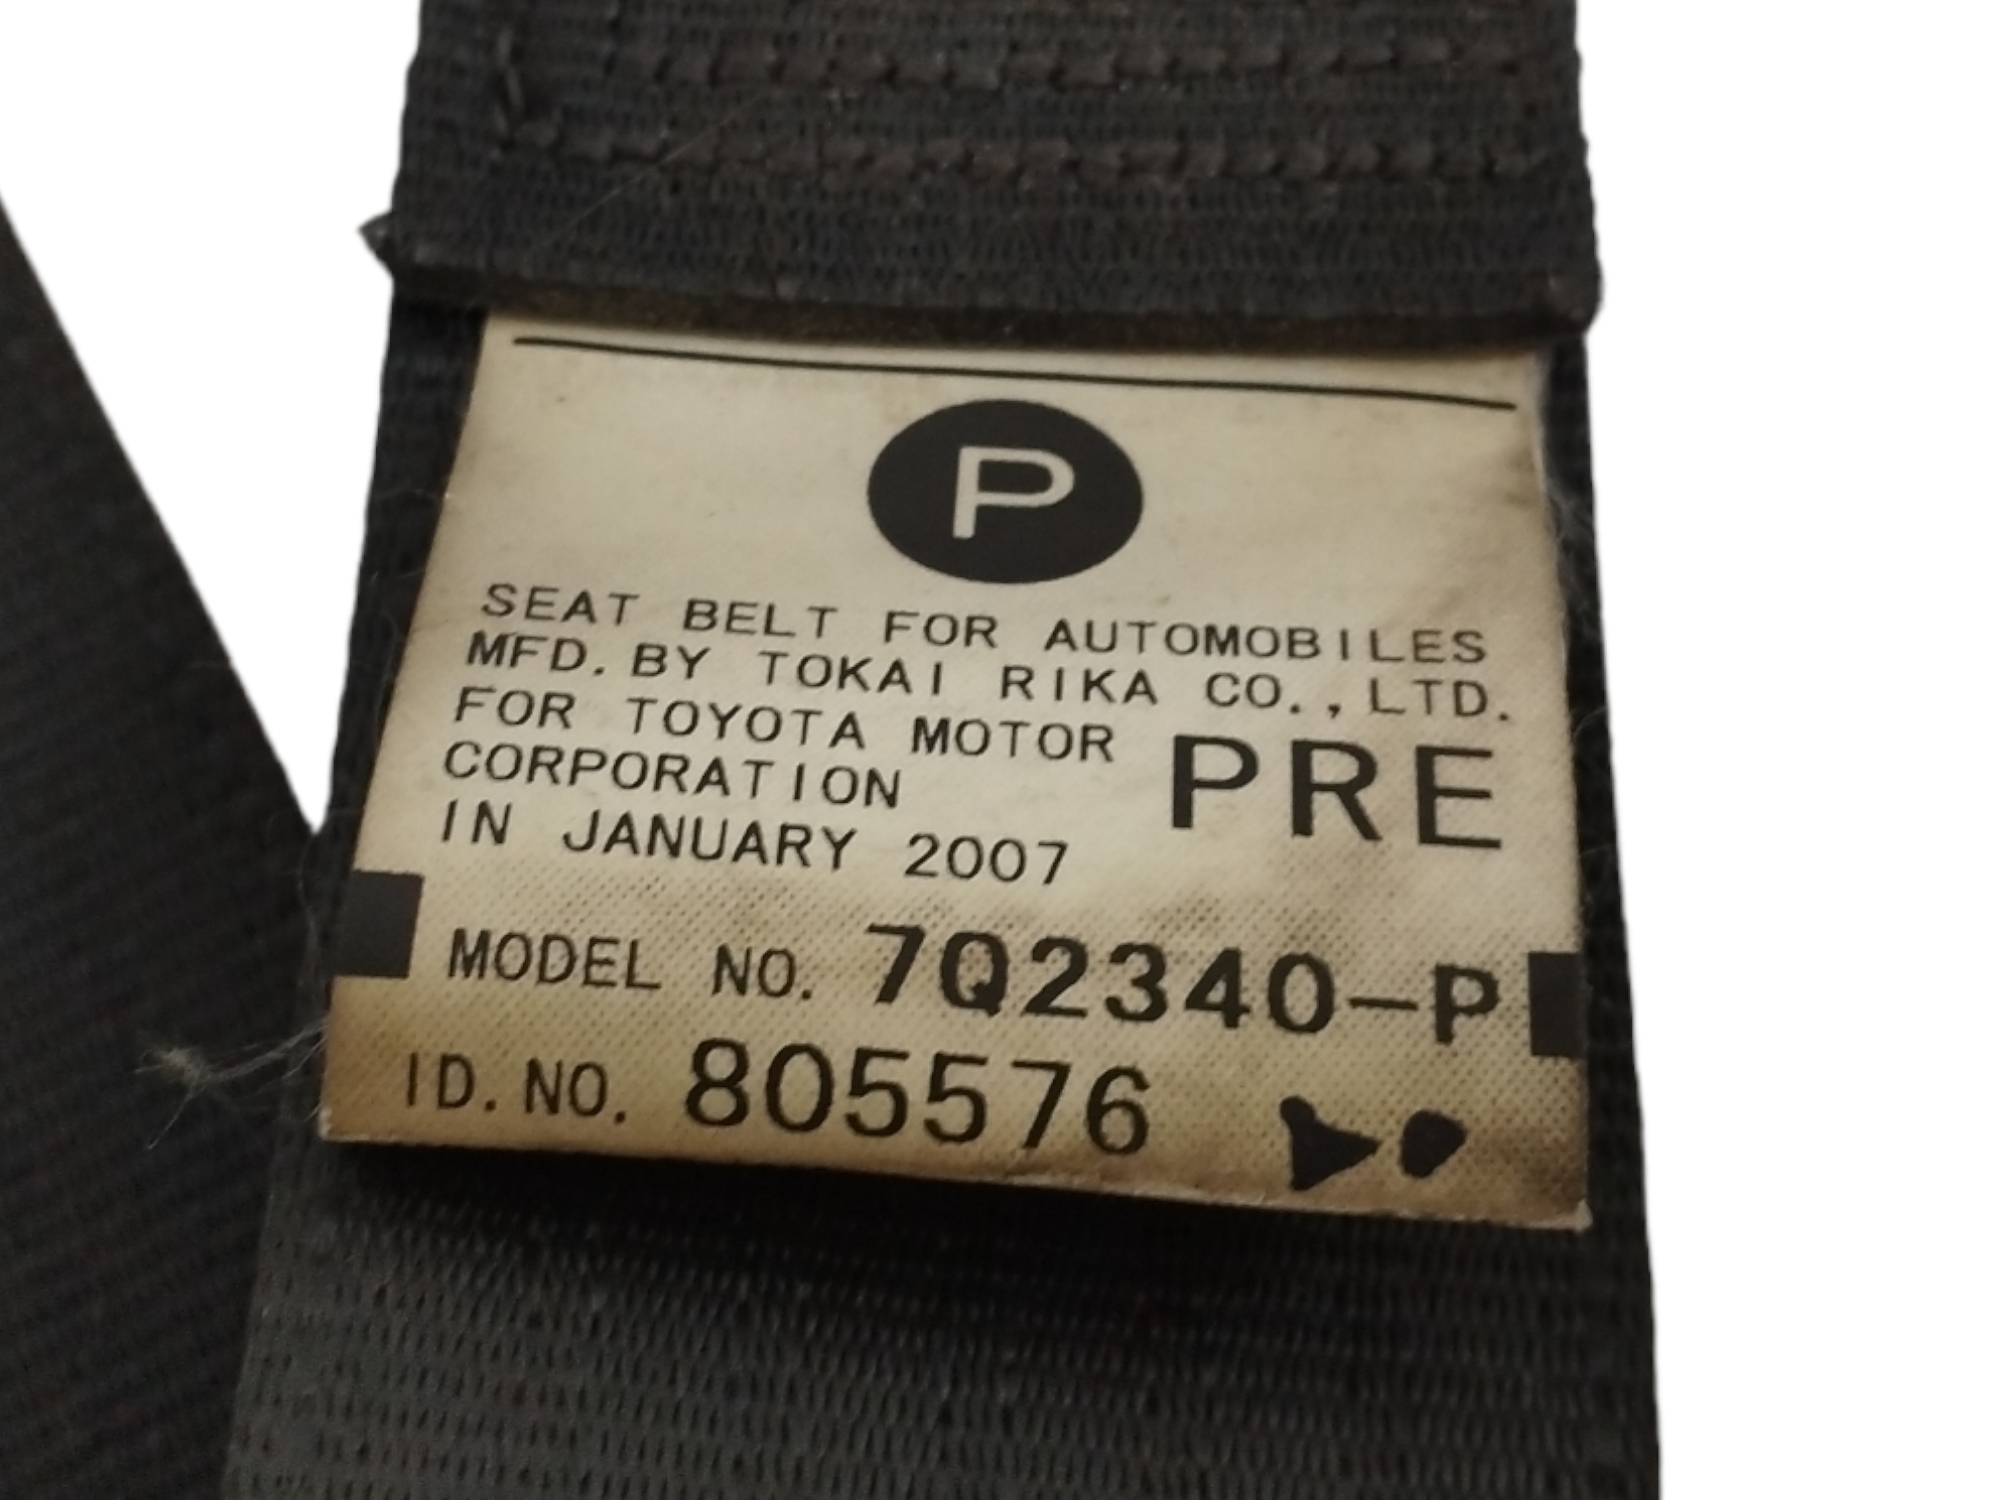 P
SEAT BELT FOR AUTOMOBILES
MFD. BY TOKAI RIKA CO., LTD.
FOR TOYOTA MOTOR
CORPORATION
PRE
IN JANUARY 2007
MODEL NO. 7Q2340-P
ID. NO. 805576